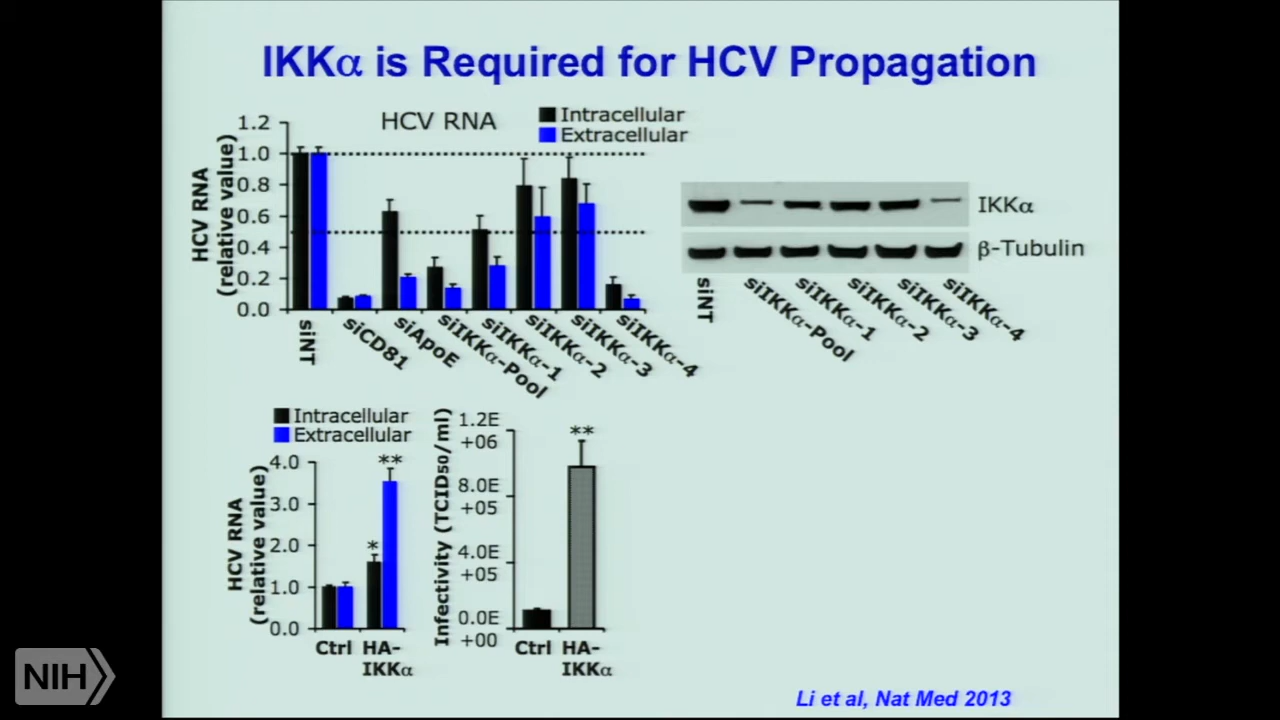 IKKα is Required for HCV Propagation
HCV RNA
Intracellular
Extracellular
HCV RNA
(relative value)
1.2
1.0
0.8
0.6
0.4
0.2
0.0
siNT
siCD81
siApoE
siIKKα-Pool
siIKKα-1
siIKKα-2
siIKKα-3
siIKKα-4
IKKα
β-Tubulin
siNT
siIKKα-Pool
siIKKα-1
siIKKα-2
siIKKα-3
siIKKα-4
Intracellular
Extracellular
HCV RNA
(relative value)
4.0
3.0
2.0
1.0
0.0
*
**
Ctrl
HA-
IKKα
Infectivity (TCID50/ml)
1.2E
+06
8.0E
+05
4.0E
+05
0.0E
+00
**
Ctrl
HA-
IKKα
NIH
Li et al, Nat Med 2013